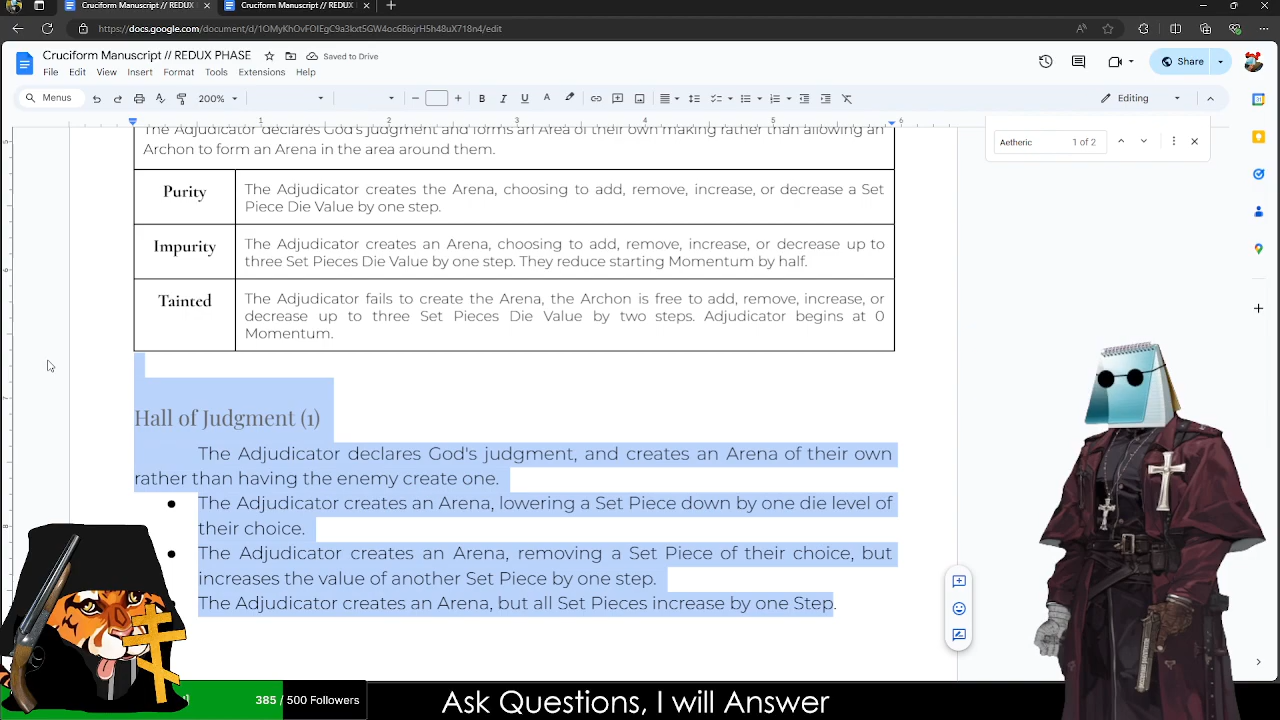 Cruciform Manuscript // REDUX
Cruciform Manuscript // REDUX
https://docs.google.com/document/d/1OMyKhOvFOIEgC9a3kxt5GW4oc6BixjrH5h48uX718n4/edit
Cruciform Manuscript // REDUX PHASE
Saved to Drive
File Edit View Insert Format Tools Extensions Help
Share
Menus
200%
Editing
1 2 3 4 5 6
Aetheric
1 of 2
The Adjudicator declares God's judgment and forms an Area of their own making rather than allowing an
Archon to form an Arena in the area around them.
Purity
The Adjudicator creates the Arena, choosing to add, remove, increase, or decrease a Set
Piece Die Value by one step.
Impurity
The Adjudicator creates an Arena, choosing to add, remove, increase, or decrease up to
three Set Pieces Die Value by one step. They reduce starting Momentum by half.
Tainted
The Adjudicator fails to create the Arena, the Archon is free to add, remove, increase, or
decrease up to three Set Pieces Die Value by two steps. Adjudicator begins at 0
Momentum.
Hall of Judgment (1)
The Adjudicator declares God's judgment, and creates an Arena of their own
rather than having the enemy create one.
● The Adjudicator creates an Arena, lowering a Set Piece down by one die level of
their choice.
● The Adjudicator creates an Arena, removing a Set Piece of their choice, but
increases the value of another Set Piece by one step.
The Adjudicator creates an Arena, but all Set Pieces increase by one Step.
385 / 500 Followers
Ask Questions, I will Answer